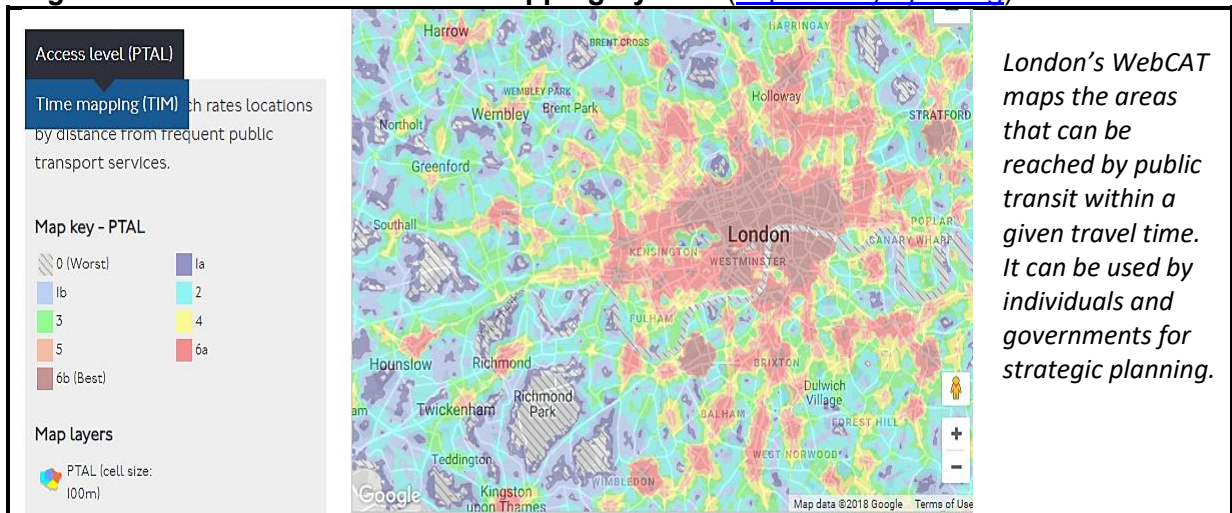 Access level (PTAL)
Time mapping (TIM)
ch rates locations
by distance from frequent public
transport services.
Map key - PTAL
0 (Worst)
1a
1b
2
3
4
5
6a
6b (Best)
Map layers
PTAL (cell size:
100m)
Harrow
HARRINGAY
BRENT CROSS
WEMBLEY PARK
Wembley
Brent Park
Holloway
STRATFORD
Northolt
Greenford
Southall
London
POPLAR
KENSINGTON
WESTMINSTER
CANARY WHARF
FULHAM
Hounslow
Richmond
BRIXTON
Richmond
Park
Dulwich
Village
Twickenham
BALHAM
FOREST HILL
Teddington
WEST NORWOOD
WIMBLEDON
Kingston
upon Thames
Google
Map data ©2018 Google
Terms of Use
London's WebCAT
maps the areas
that can be
reached by public
transit within a
given travel time.
It can be used by
individuals and
governments for
strategic planning.